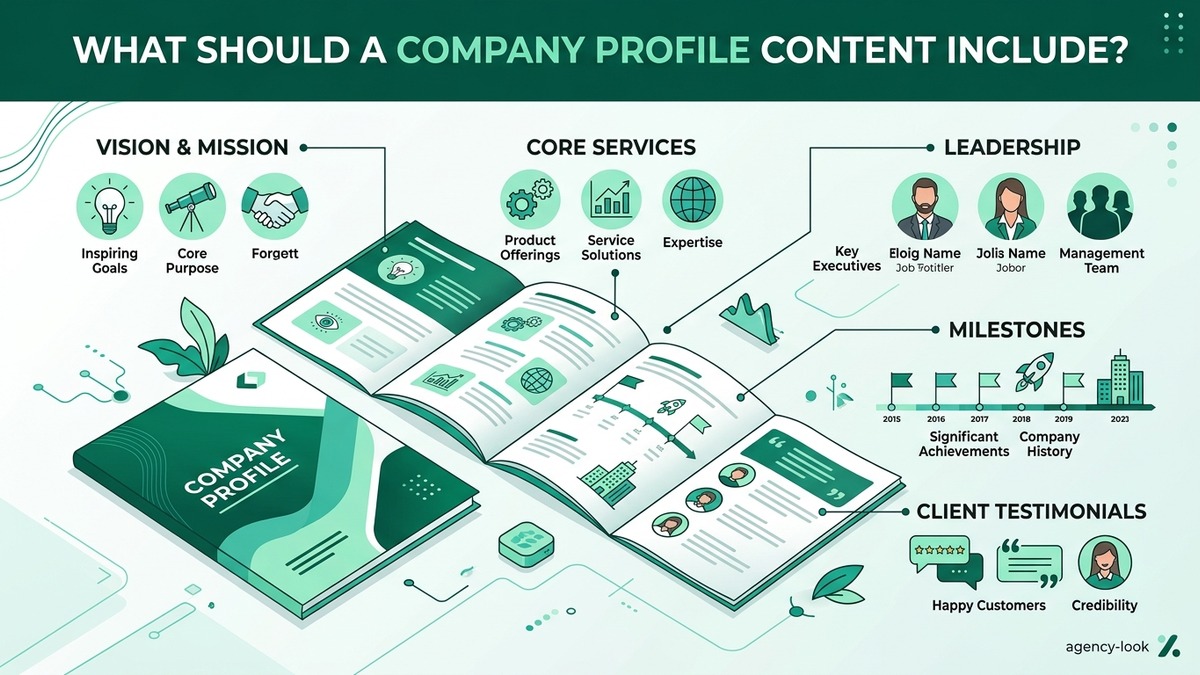 WHAT SHOULD A COMPANY PROFILE CONTENT INCLUDE?
VISION & MISSION
Inspiring
Goals
Core
Purpose
Forgett
CORE SERVICES
Product
Offerings
Service
Solutions
Expertise
LEADERSHIP
Key
Executives
Eloig Name
Jolis Name
Jobor
Management
Team
MILESTONES
2015
2016
2017
2018
2019
Significant
Achievements
Company
History
CLIENT TESTIMONIALS
Happy Customers
Credibility
COMPANY
PROFILE
agency-look